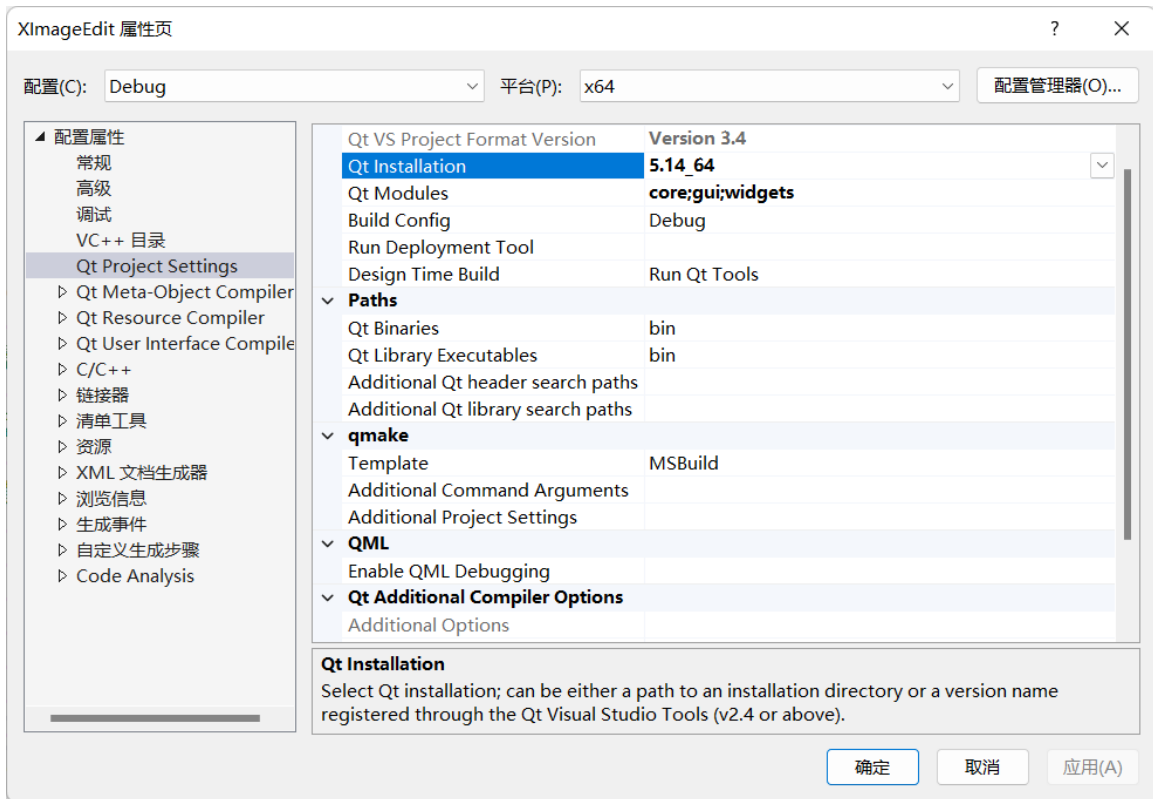 XImageEdit 属性页
?
配置(C): Debug 平台(P): x64 配置管理器(O)...
配置属性
常规
高级
调试
VC++ 目录
Qt Project Settings
Qt Meta-Object Compiler
Qt Resource Compiler
Qt User Interface Compile
C/C++
链接器
清单工具
资源
XML 文档生成器
浏览信息
生成事件
自定义生成步骤
Code Analysis
Qt VS Project Format Version Version 3.4
Qt Installation 5.14_64
Qt Modules core;gui;widgets
Build Config Debug
Run Deployment Tool
Design Time Build Run Qt Tools
Paths
Qt Binaries bin
Qt Library Executables bin
Additional Qt header search paths
Additional Qt library search paths
qmake
Template MSBuild
Additional Command Arguments
Additional Project Settings
QML
Enable QML Debugging
Qt Additional Compiler Options
Additional Options
Qt Installation
Select Qt installation; can be either a path to an installation directory or a version name
registered through the Qt Visual Studio Tools (v2.4 or above).
确定 取消 应用(A)